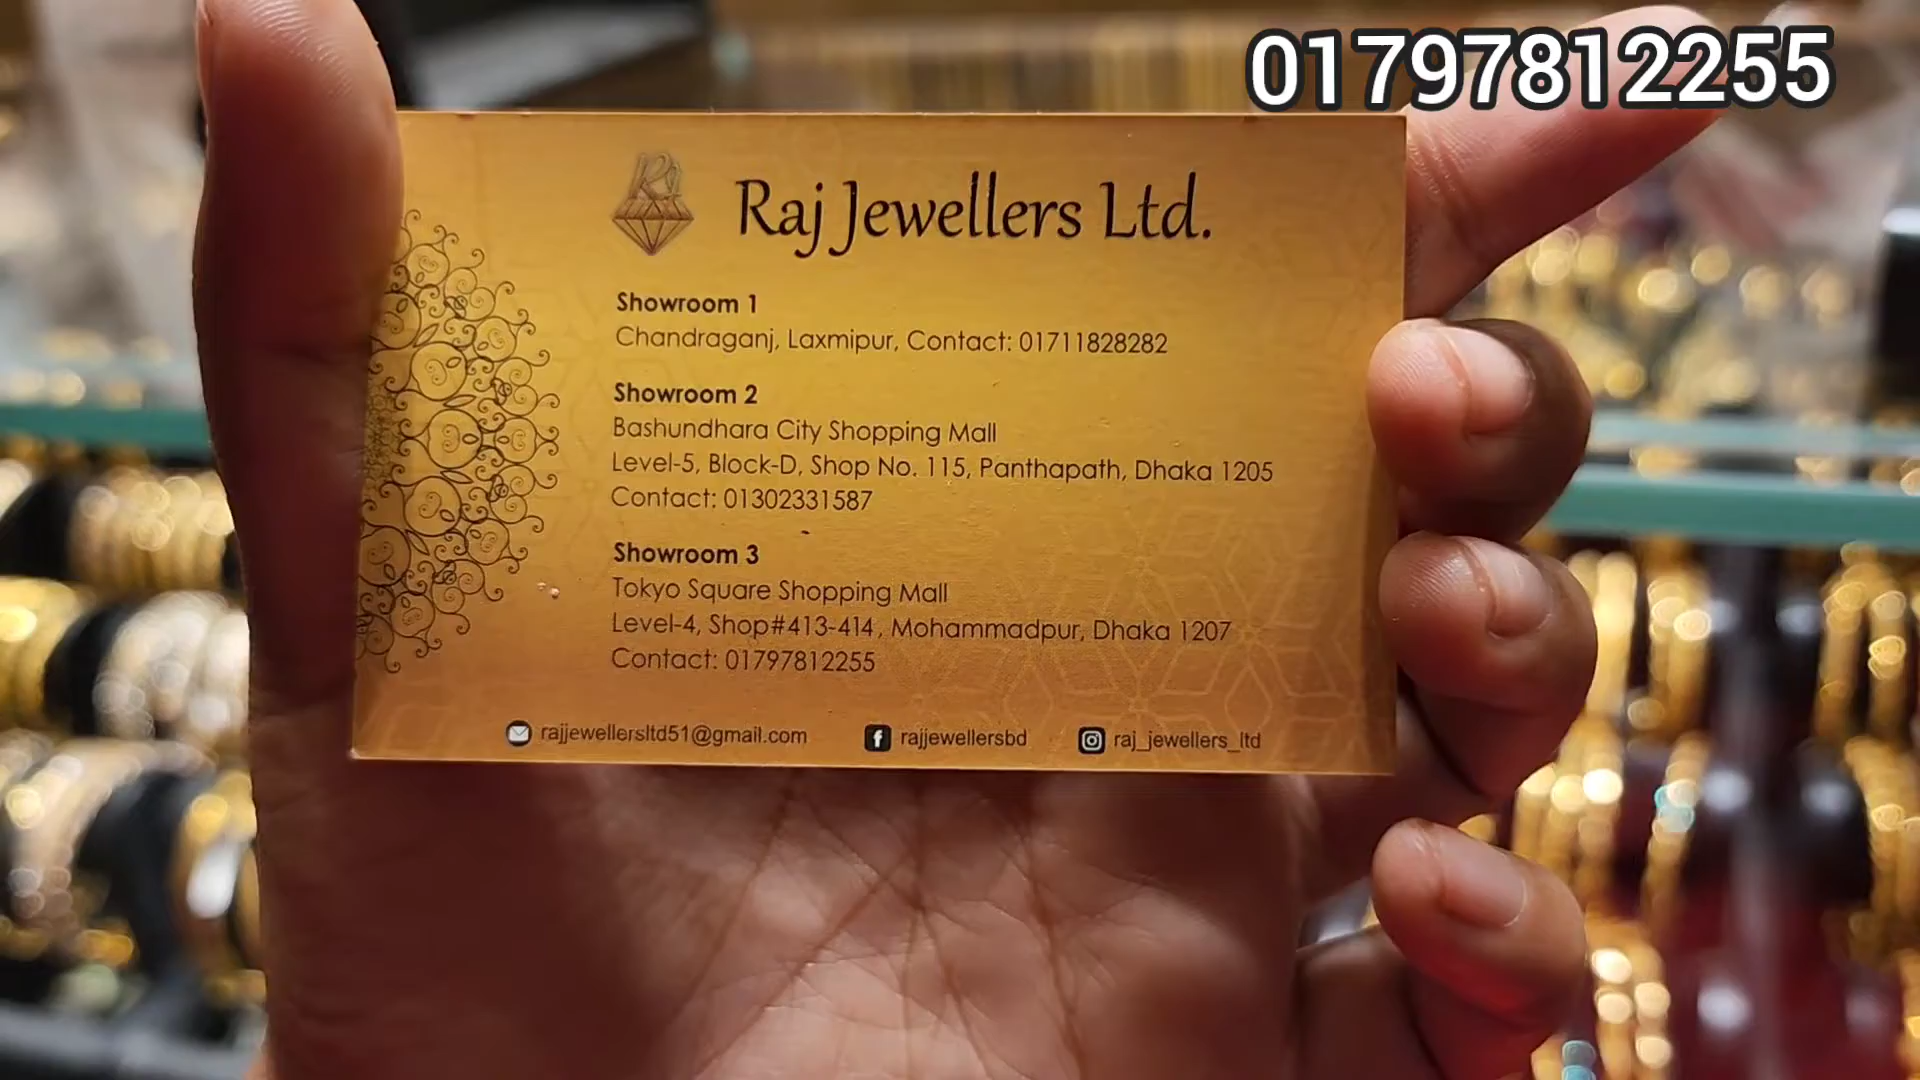 01797812255
RJ
Raj Jewellers Ltd.
Showroom 1
Chandraganj, Laxmipur, Contact: 01711828282
Showroom 2
Bashundhara City Shopping Mall
Level-5, Block-D, Shop No. 115, Panthapath, Dhaka 1205
Contact: 01302331587
Showroom 3
Tokyo Square Shopping Mall
Level-4, Shop#413-414, Mohammadpur, Dhaka 1207
Contact: 01797812255
rajjewellersltd51@gmail.com rajjewellersbd raj_jewellers_ltd